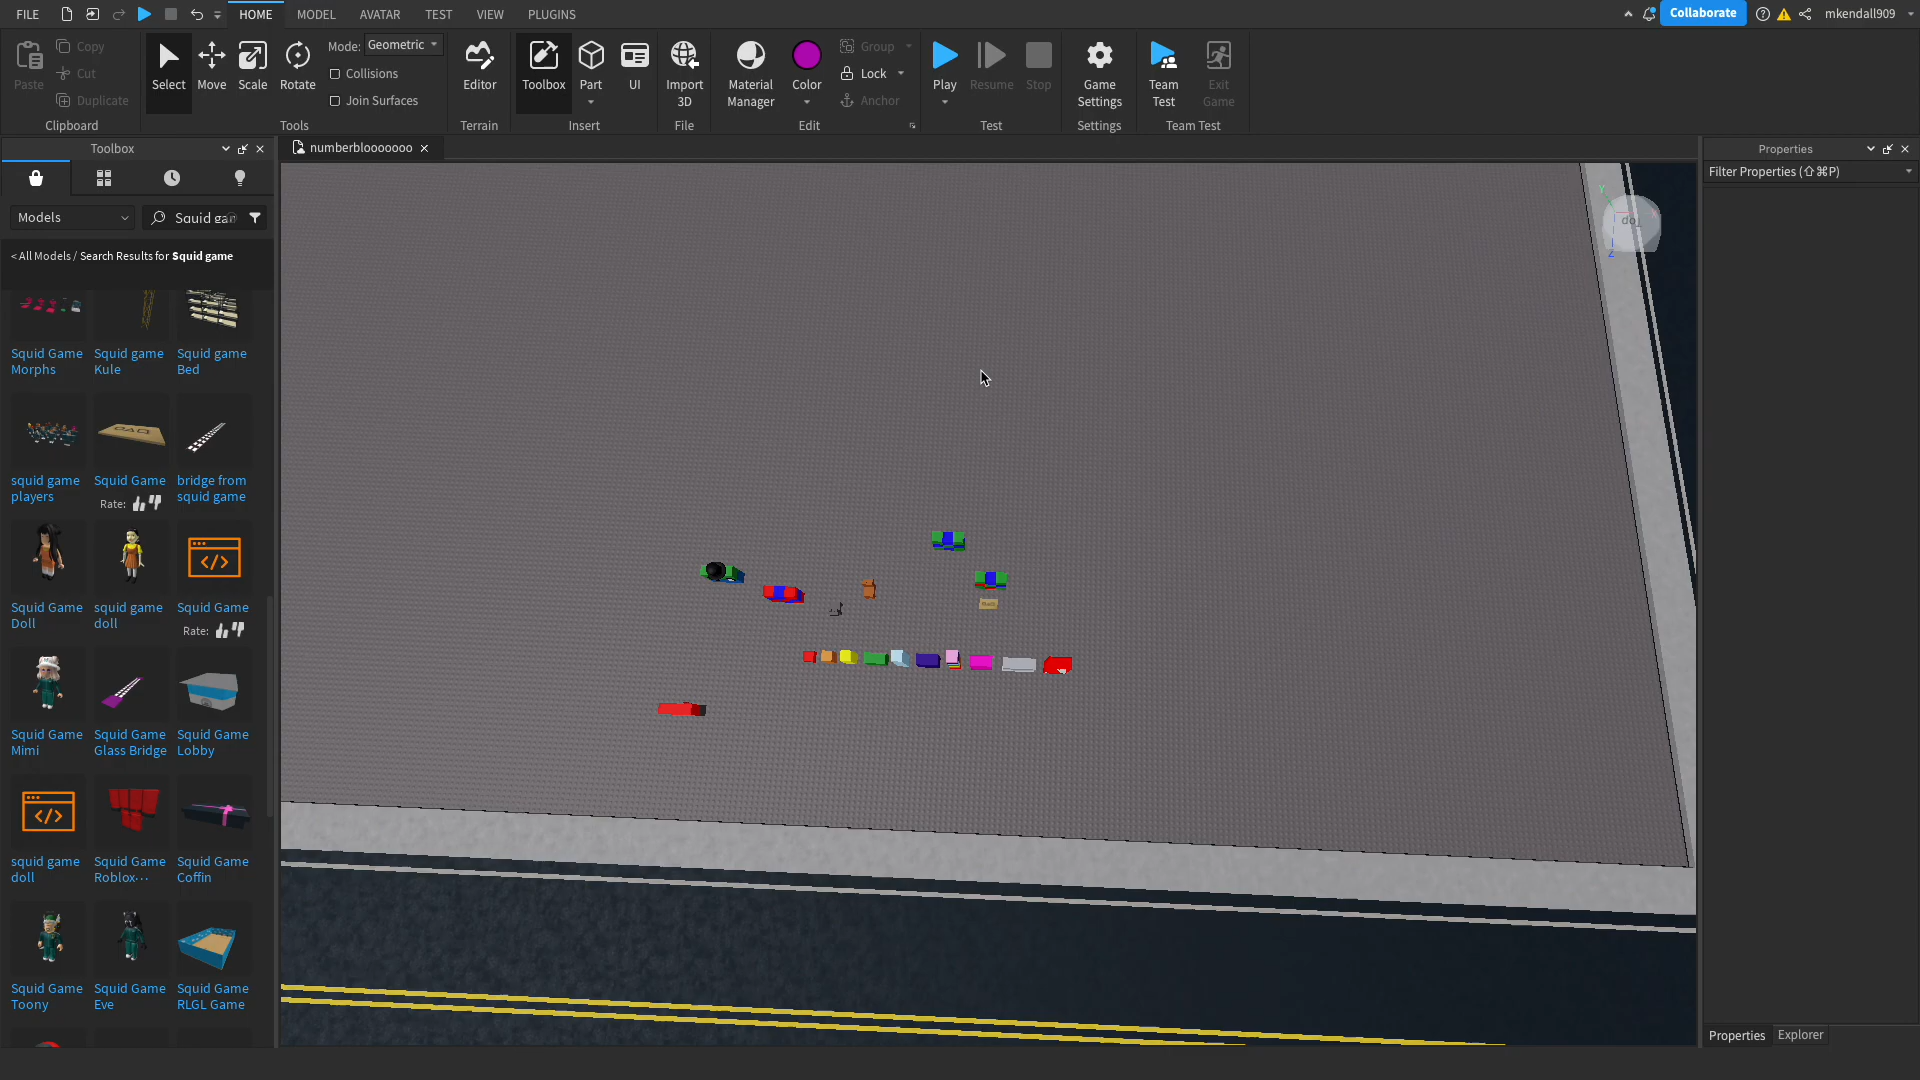 FILE HOME MODEL AVATAR TEST VIEW PLUGINS Collaborate mkendall909
Paste Copy Cut Duplicate
Clipboard
Select Move Scale Rotate
Mode: Geometric
Collisions
Join Surfaces
Tools
Editor
Terrain
Toolbox Part UI
Insert
Import
3D
File
Material
Manager
Color
Group
Lock
Anchor
Edit
Play Resume Stop
Test
Game
Settings
Settings
Team
Test
Exit
Game
Team Test
Toolbox
numberblooooooo
Properties
Filter Properties (⇧⌘P)
Models
< All Models / Search Results for Squid game
Squid Game
Morphs
Squid game
Kule
Squid game
Bed
squid game
players
Squid Game
Rate:
bridge from
squid game
Squid Game
Doll
squid game
doll
Squid Game
Rate:
Squid Game
Mimi
Squid Game
Glass Bridge
Squid Game
Lobby
squid game
doll
Squid Game
Roblox···
Squid Game
Coffin
Squid Game
Toony
Squid Game
Eve
Squid Game
RLGL Game
Y
Z
Properties Explorer